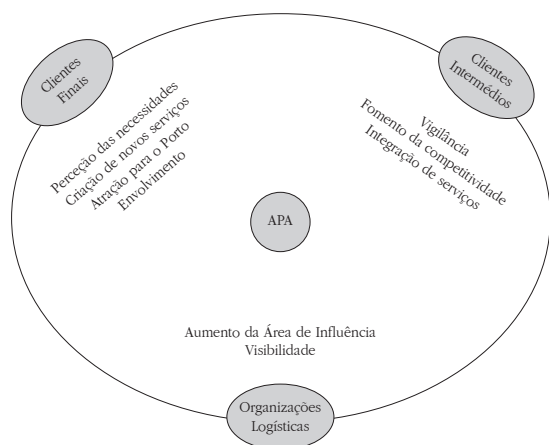 Clientes
Finais
Clientes
Intermédios
Perceção das necessidades
Criação de novos serviços
Atração para o Porto
Envolvimento
Vigilância
Fomento da competitividade
Integração de serviços
APA
Aumento da Área de Influência
Visibilidade
Organizações
Logísticas